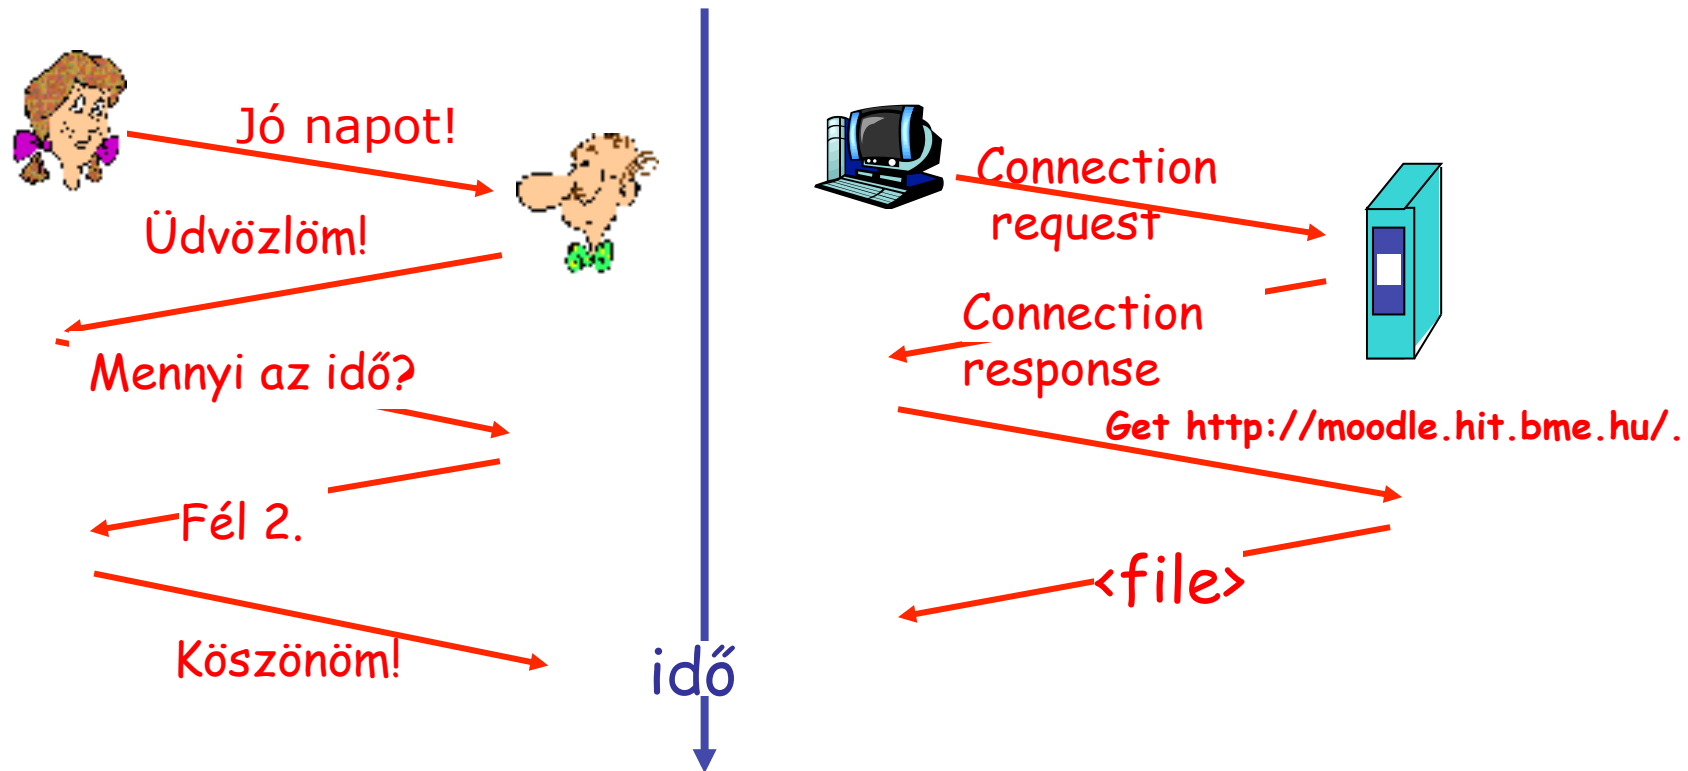 Jó napot!
Üdvözlöm!
Mennyi az idő?
Fél 2.
Köszönöm!
idő
Connection
request
Connection
response
Get http://moodle.hit.bme.hu/.
<file>